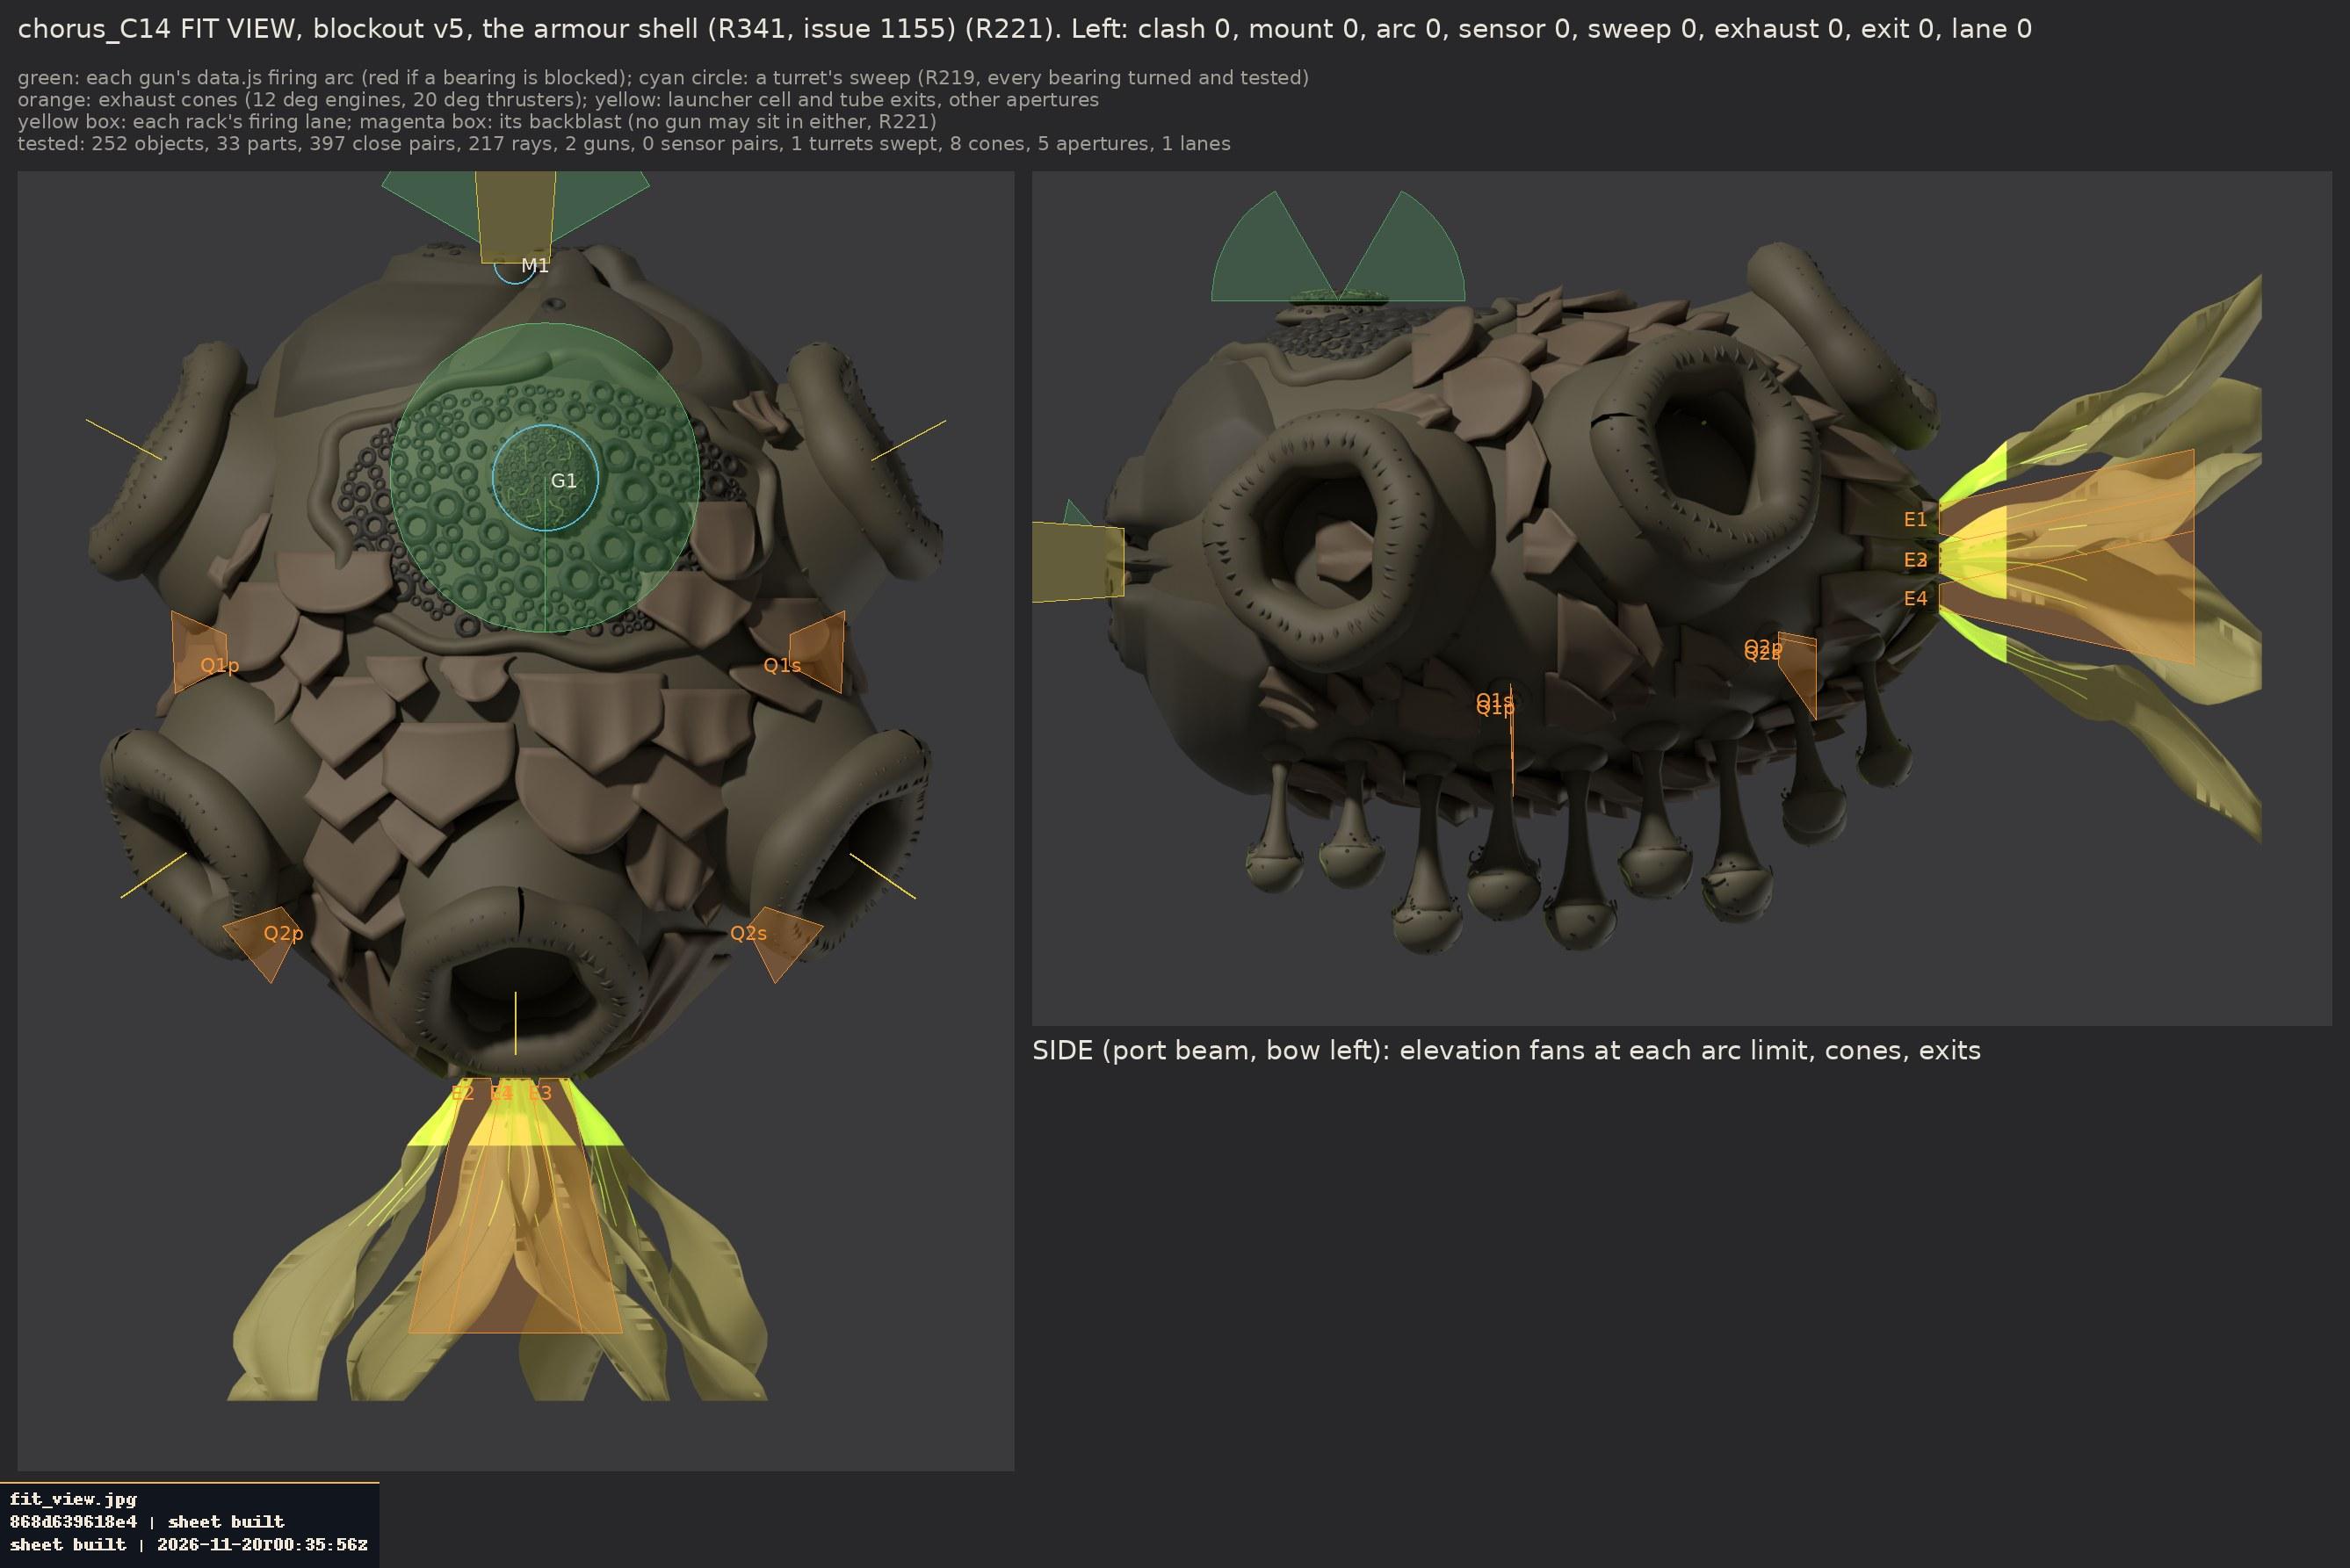 chorus_C14 FIT VIEW, blockout v5, the armour shell (R341, issue 1155) (R221). Left: clash 0, mount 0, arc 0, sensor 0, sweep 0, exhaust 0, exit 0, lane 0
green: each gun's data.js firing arc (red if a bearing is blocked); cyan circle: a turret's sweep (R219, every bearing turned and tested)
orange: exhaust cones (12 deg engines, 20 deg thrusters); yellow: launcher cell and tube exits, other apertures
yellow box: each rack's firing lane; magenta box: its backblast (no gun may sit in either, R221)
tested: 252 objects, 33 parts, 397 close pairs, 217 rays, 2 guns, 0 sensor pairs, 1 turrets swept, 8 cones, 5 apertures, 1 lanes
M1
G1
Q1p
Q1s
Q2p
Q2s
E2
E3
E1
E4
Q2p
Q2s
Q1s
Q1p
SIDE (port beam, bow left): elevation fans at each arc limit, cones, exits
fit_view.jpg
868d639618e4 | sheet built
sheet built | 2026-11-20T00:35:56z